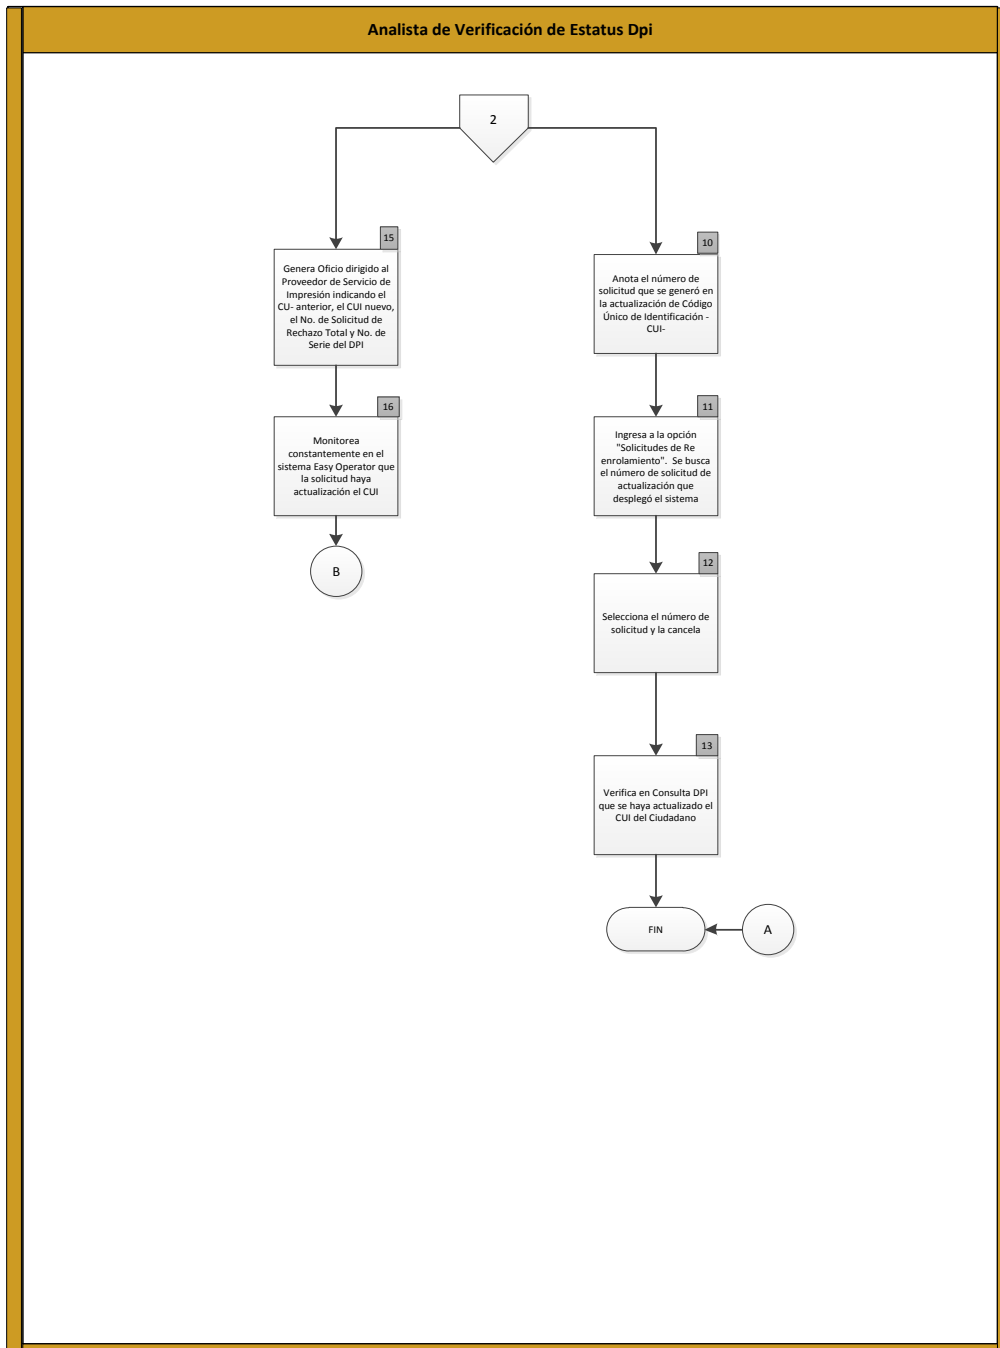 Analista de Verificación de Estatus Dpi
2
15
Genera Oficio dirigido al
Proveedor de Servicio de
Impresión indicando el
CU- anterior, el CUI nuevo,
el No. de Solicitud de
Rechazo Total y No. de
Serie del DPI
16
Monitorea
constantemente en el
sistema Easy Operator que
la solicitud haya
actualización el CUI
B
10
Anota el número de
solicitud que se generó en
la actualización de Código
Único de Identificación -
CUI-
11
Ingresa a la opción
"Solicitudes de Re
enrolamiento". Se busca
el número de solicitud de
actualización que
desplegó el sistema
12
Selecciona el número de
solicitud y la cancela
13
Verifica en Consulta DPI
que se haya actualizado el
CUI del Ciudadano
FIN
A